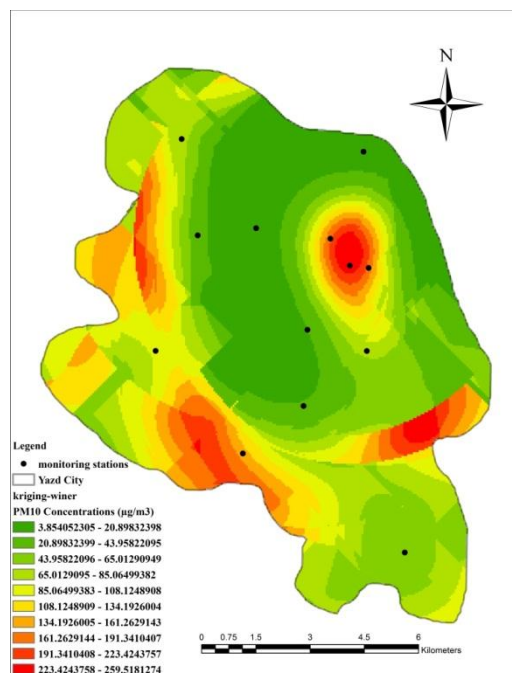 N
Legend
monitoring stations
Yazd City
kriging-winer
PM10 Concentrations (µg/m3)
3.854052305 - 20.89832398
20.89832399 - 43.95822095
43.95822096 - 65.01290949
65.0129095 - 85.06499382
85.06499383 - 108.1248908
108.1248909 - 134.1926004
134.1926005 - 161.2629143
161.2629144 - 191.3410407
191.3410408 - 223.4243757
223.4243758 - 259.5181274
0 0.75 1.5 3 4.5 6
Kilometers